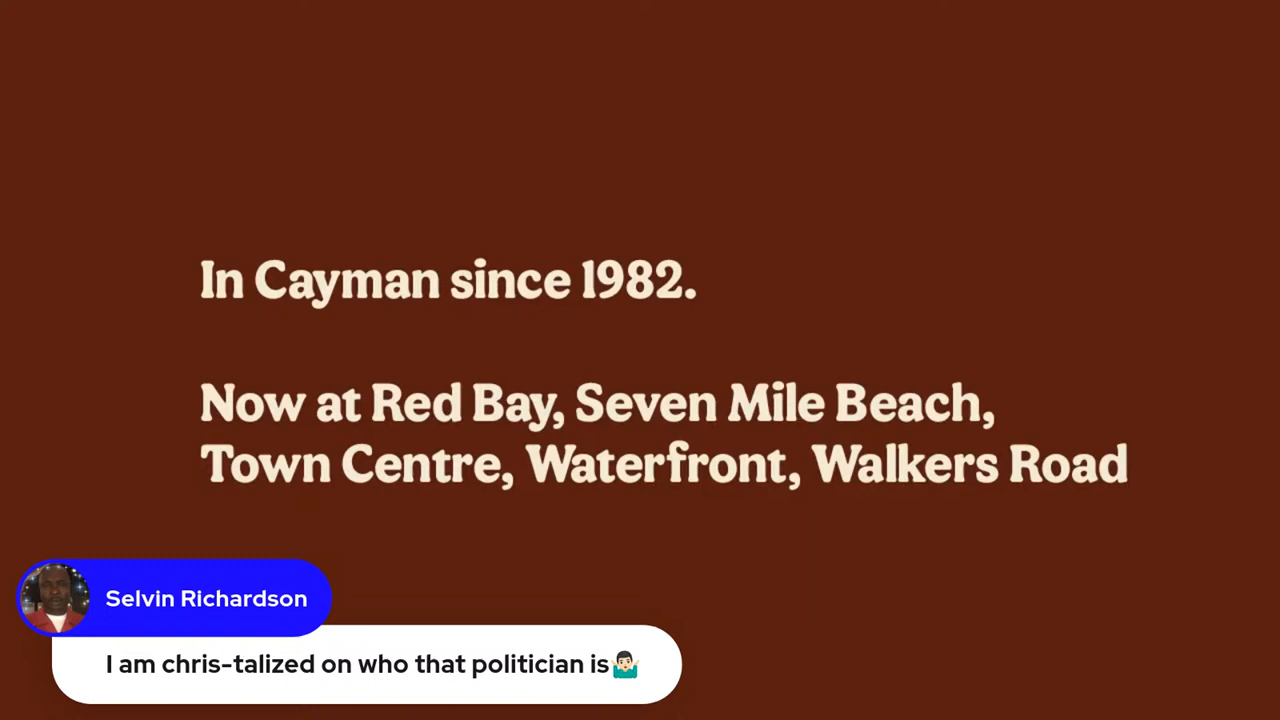 In Cayman since 1982.
Now at Red Bay, Seven Mile Beach,
Town Centre, Waterfront, Walkers Road
Selvin Richardson
I am chris-talized on who that politician is🤷🏻‍♂️